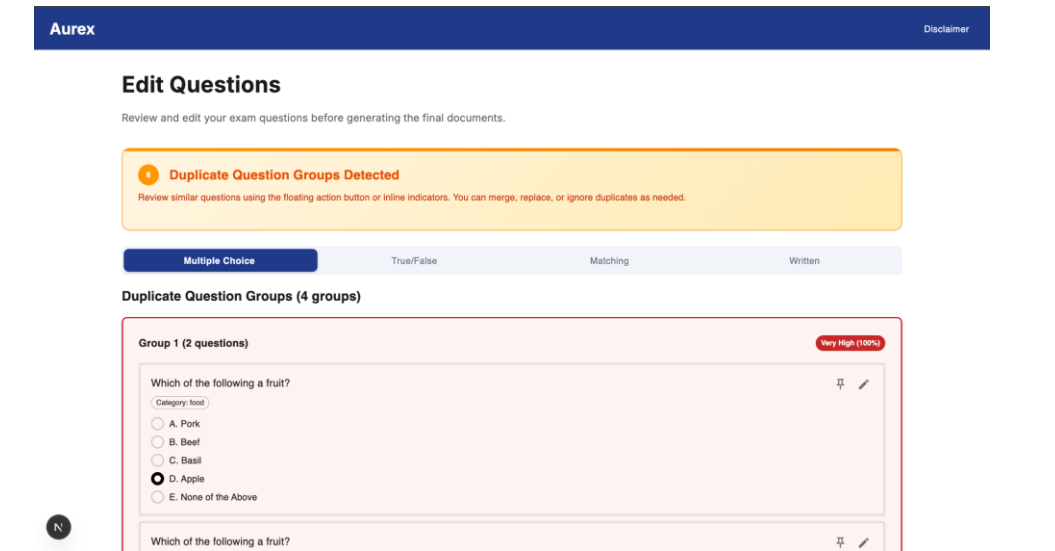 Aurex
Disclaimer
Edit Questions
Review and edit your exam questions before generating the final documents.
6
Duplicate Question Groups Detected
Review similar questions using the floating action button or inline indicators. You can merge, replace, or ignore duplicates as needed.
Multiple Choice
True/False
Matching
Written
Duplicate Question Groups (4 groups)
Group 1 (2 questions)
Very High (100%)
Which of the following a fruit?
Category: food
A. Pork
B. Beef
C. Basil
D. Apple
E. None of the Above
N
Which of the following a fruit?